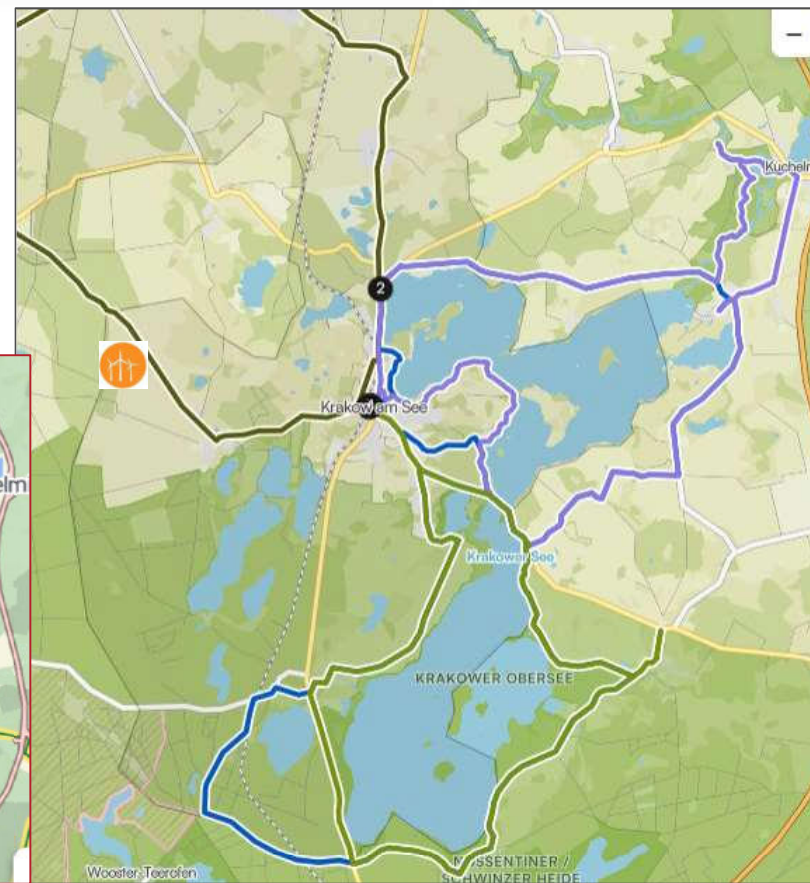 −
Kuchelm
2
Krakow am See
elm
Krakower See
KRAKOWER OBERSEE
Wooster Teerofen
NOSSENTINER /
SCHWINZER HEIDE